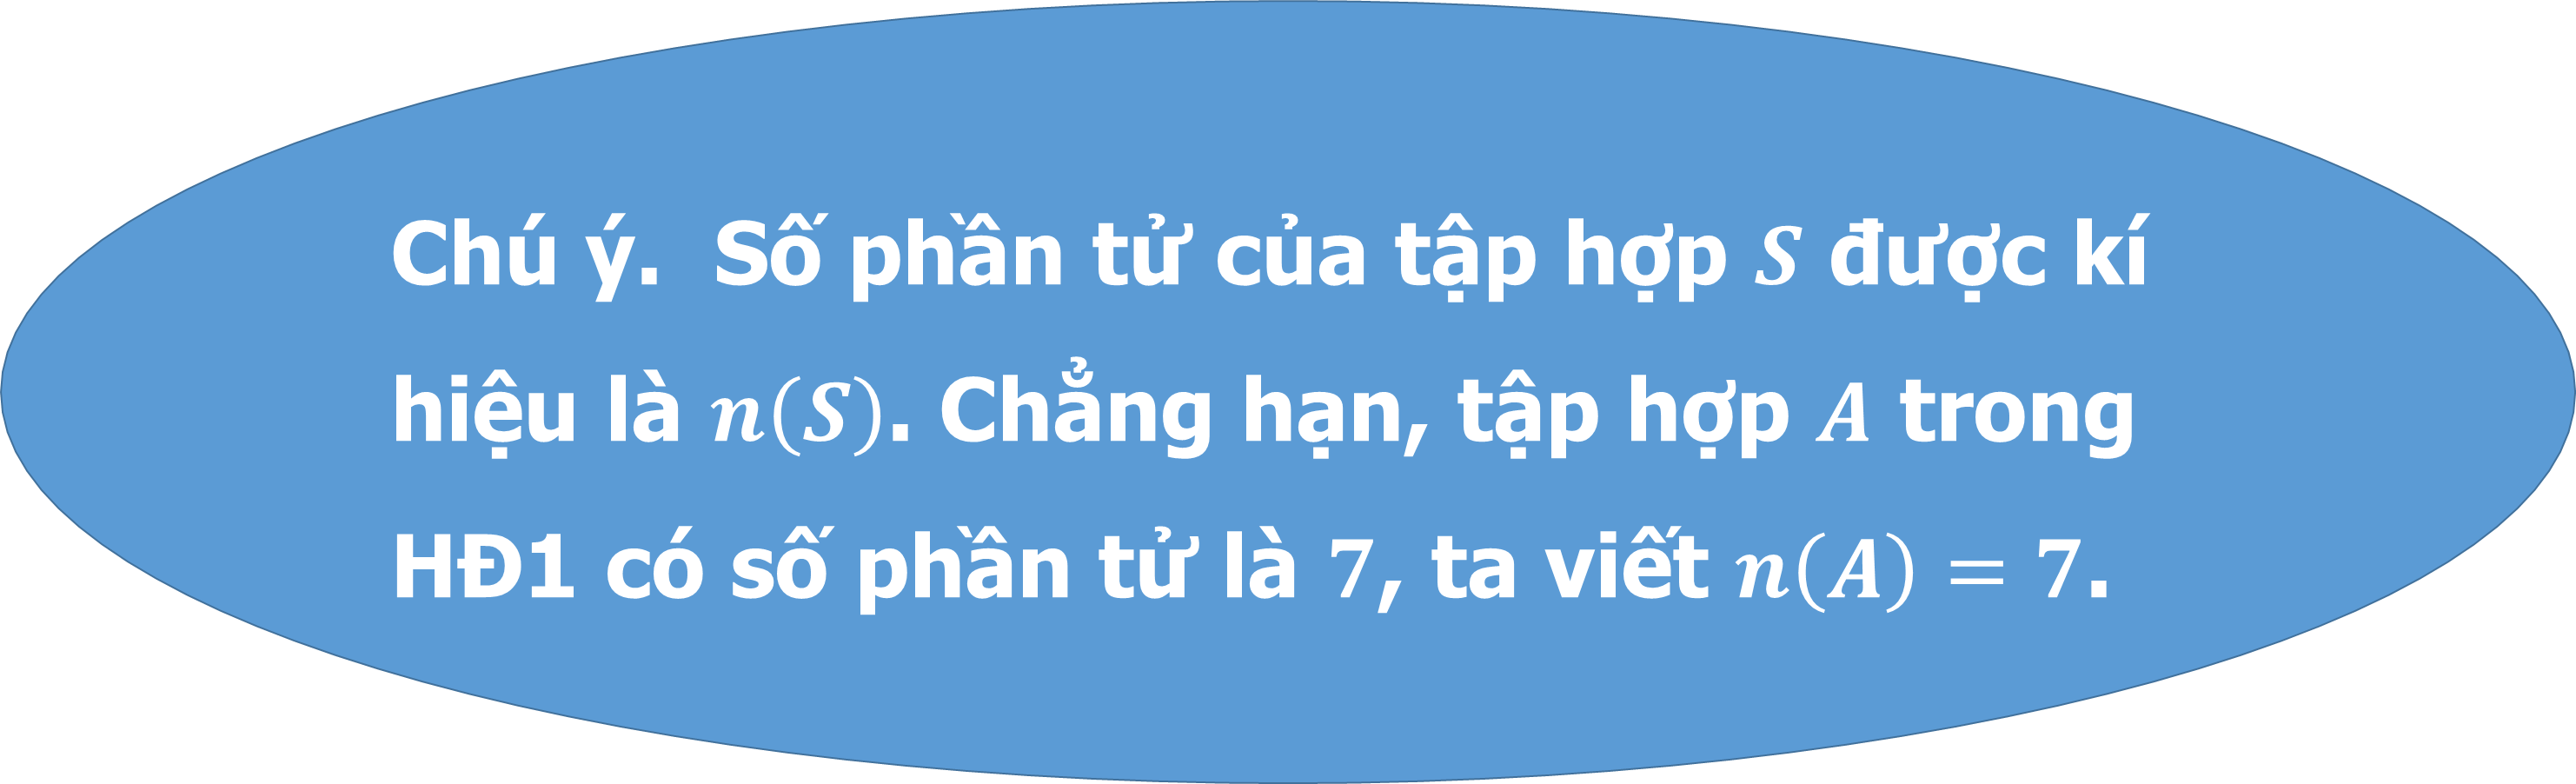 Chú ý. Số phần tử của tập hợp S được kí
hiệu là n(S). Chẳng hạn, tập hợp A trong
HĐ1 có số phần tử là 7, ta viết n(A) = 7.